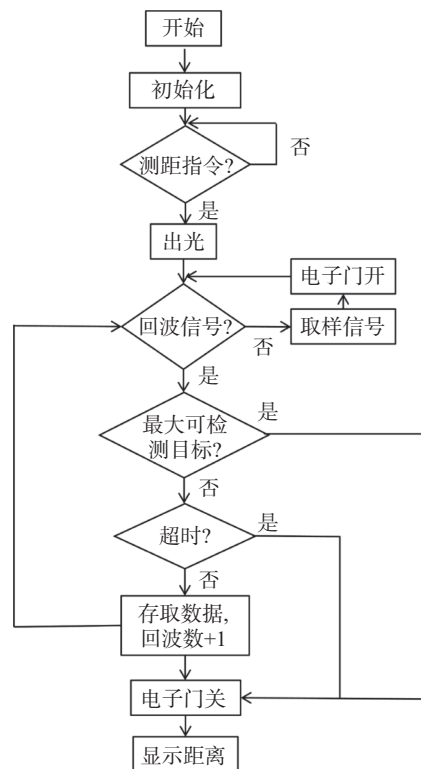 开始
初始化
测距指令?
否
是
出光
电子门开
回波信号?
否
取样信号
是
最大可检
测目标?
是
否
超时?
是
否
存取数据,
回波数+1
电子门关
显示距离